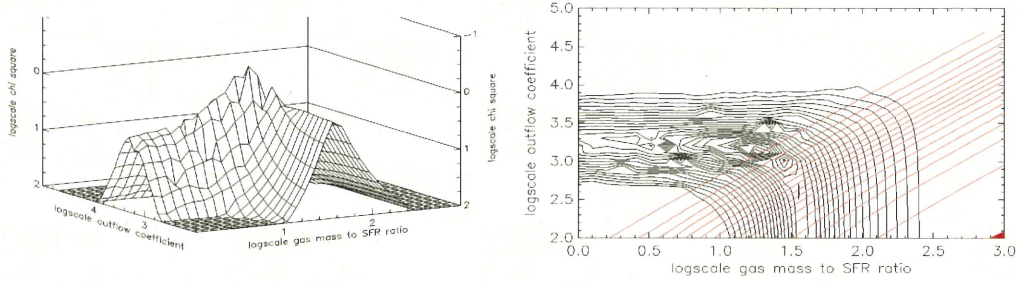 -1
0
0
logscale chi square
logscale chi square
1
1
2
2
4
3
1
2
logscale outflow coefficient
logscale gas mass to SFR ratio
5.0
4.5
4.0
3.5
3.0
2.5
2.0
logscale outflow coefficient
0.0 0.5 1.0 1.5 2.0 2.5 3.0
logscale gas mass to SFR ratio